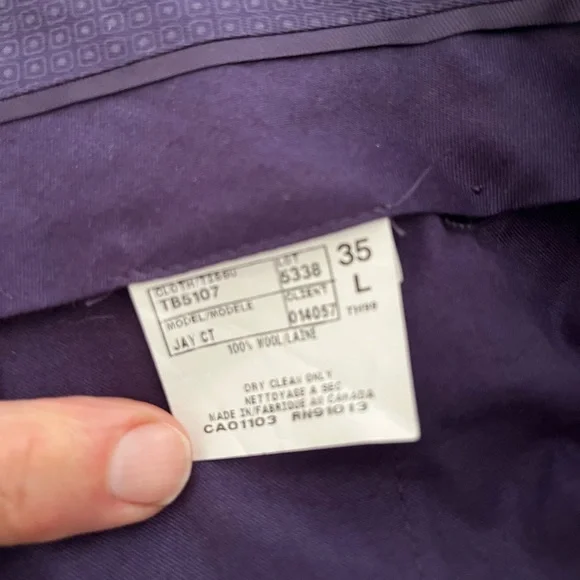 CLOTH/TISSU LOT 35
TB5107 5338
MODEL/MODELE CLIENT L
JAY CT 014057
100% WOOL/LAINE
DRY CLEAN ONLY
NETTOYAGE A SEC
MADE IN/FABRIQUE AU CANADA
CA01103 RN91013